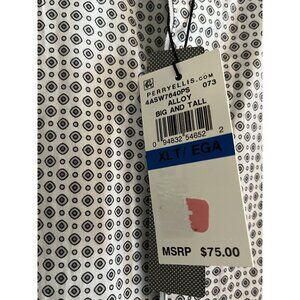 PERRYELLIS.COM
4ASW7640PS 073
ALLOY
BIG AND TALL
0 94832 54652 2
XLT/ EGA
MSRP $75.00